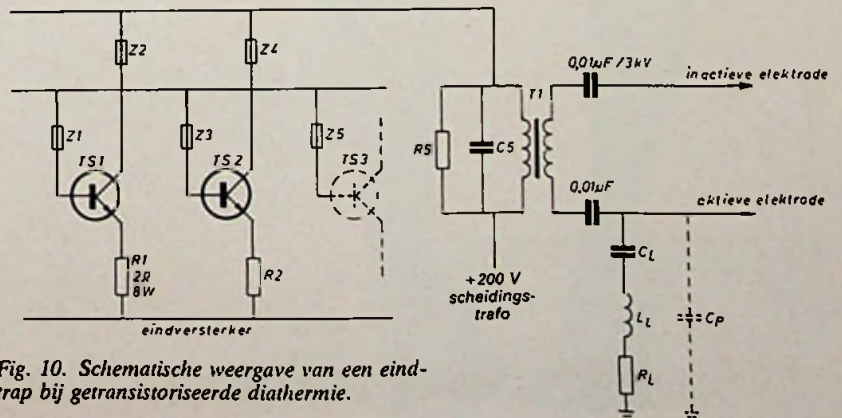 Z2
Z4
Z1
Z3
Z5
TS1
TS2
TS3
R1
2Ω
8W
R2
eindversterker
R5
C5
T1
0,01µF/3kV
inactieve elektrode
0,01µF
aktieve elektrode
+200 V
scheidings-
trafo
CL
LL
RL
CP
Fig. 10. Schematische weergave van een eind-
trap bij getransistoriseerde diathermie.